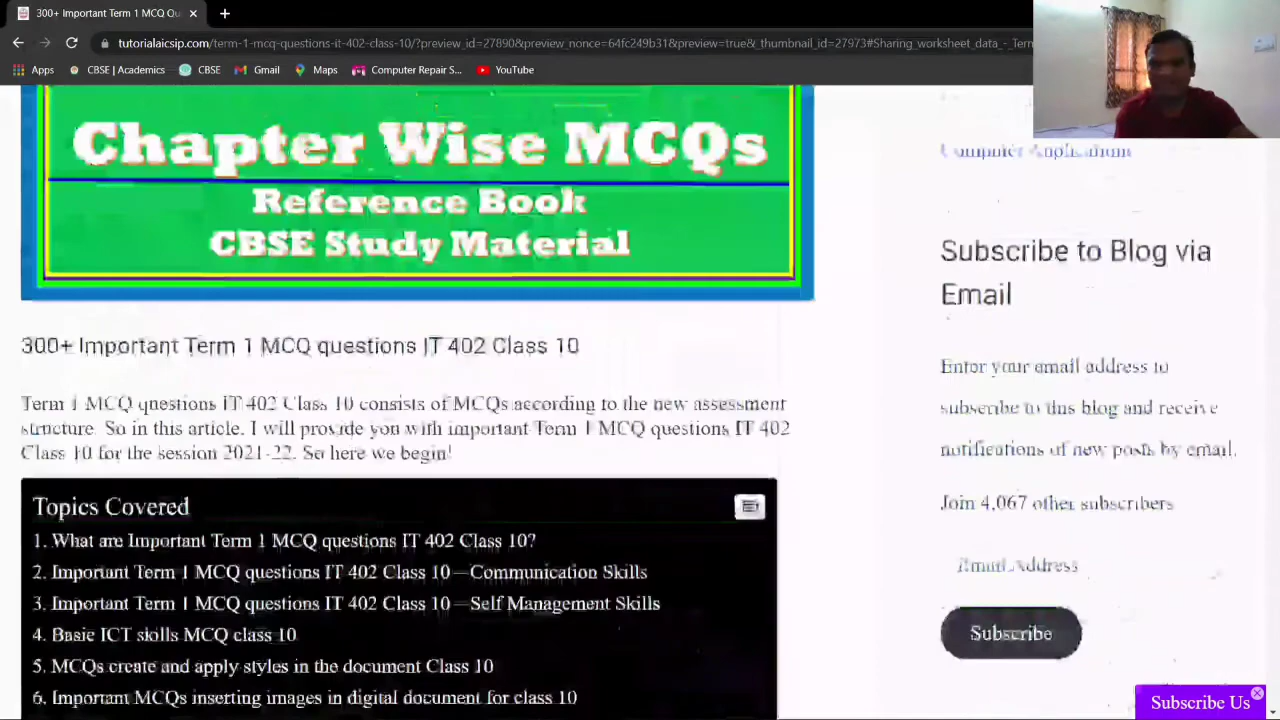 300+ Important Term 1 MCQ Qu
tutorialaicsip.com/term-1-mcq-questions-it-402-class-10/?preview_id=27890&preview_nonce=64fc249b31&preview=true&_thumbnail_id=27973#Sharing_worksheet_data_-_Term
Apps
CBSE | Academics
CBSE
Gmail
Maps
Computer Repair S...
YouTube
Chapter Wise MCQs
Reference Book
CBSE Study Material
300+ Important Term 1 MCQ questions IT 402 Class 10
Term 1 MCQ questions IT 402 Class 10 consists of MCQs according to the new assessment
structure. So in this article, I will provide you with important Term 1 MCQ questions IT 402
Class 10 for the session 2021-22. So here we begin!
Topics Covered
1. What are Important Term 1 MCQ questions IT 402 Class 10?
2. Important Term 1 MCQ questions IT 402 Class 10 – Communication Skills
3. Important Term 1 MCQ questions IT 402 Class 10 – Self Management Skills
4. Basic ICT skills MCQ class 10
5. MCQs create and apply styles in the document Class 10
6. Important MCQs inserting images in digital document for class 10
Computer Applications
Subscribe to Blog via
Email
Enter your email address to
subscribe to this blog and receive
notifications of new posts by email.
Join 4,067 other subscribers
Email Address
Subscribe
Subscribe Us